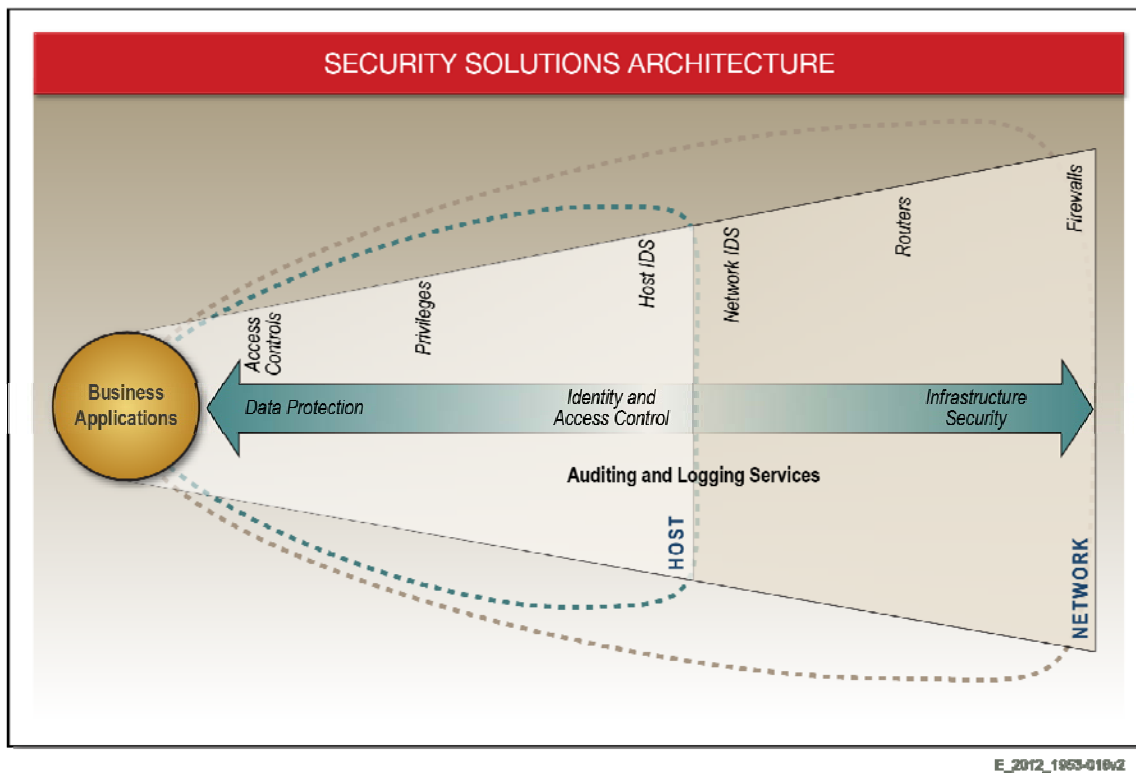 SECURITY SOLUTIONS ARCHITECTURE
Access
Controls
Privileges
Host IDS
Network IDS
Routers
Firewalls
Business
Applications
Data Protection
Identity and
Access Control
Infrastructure
Security
Auditing and Logging Services
HOST
NETWORK
E_2012_1953-016v2